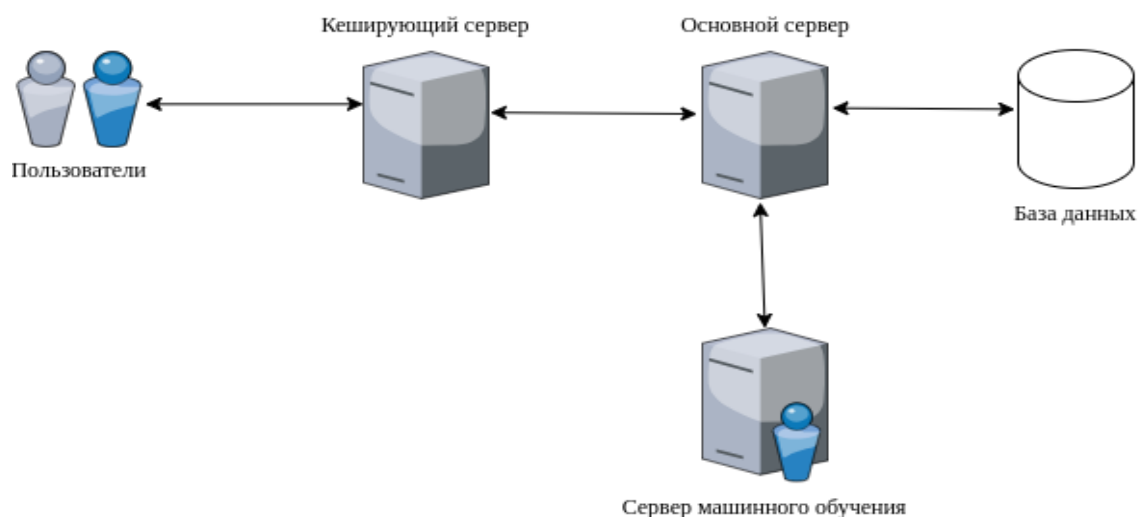 Кеширующий сервер
Основной сервер
Пользователи
База данных
Сервер машинного обучения